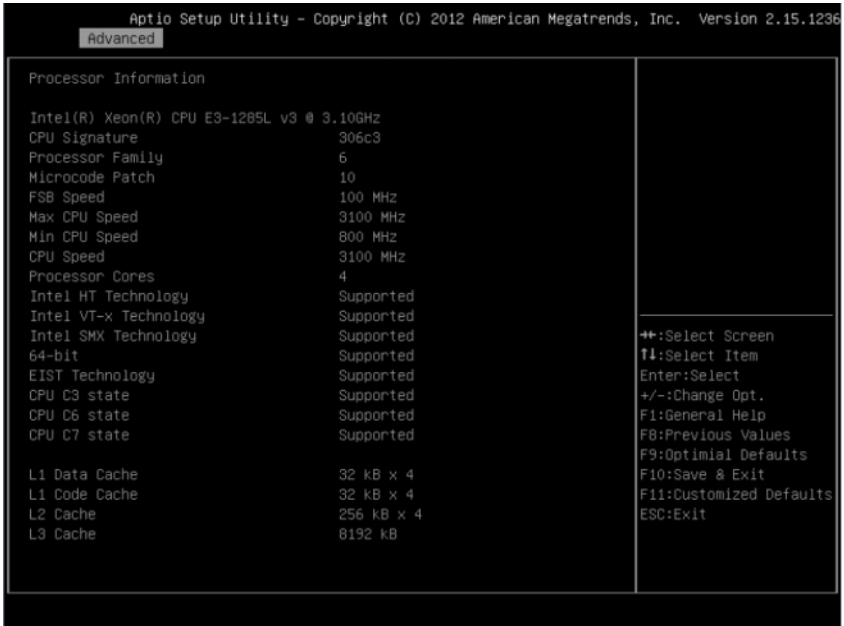 Aptio Setup Utility – Copyright (C) 2012 American Megatrends, Inc. Version 2.15.1236
Advanced
Processor Information
Intel(R) Xeon(R) CPU E3-1285L v3 @ 3.10GHz
CPU Signature 306c3
Processor Family 6
Microcode Patch 10
FSB Speed 100 MHz
Max CPU Speed 3100 MHz
Min CPU Speed 800 MHz
CPU Speed 3100 MHz
Processor Cores 4
Intel HT Technology Supported
Intel VT-x Technology Supported
Intel SMX Technology Supported
64-bit Supported
EIST Technology Supported
CPU C3 state Supported
CPU C6 state Supported
CPU C7 state Supported
L1 Data Cache 32 kB x 4
L1 Code Cache 32 kB x 4
L2 Cache 256 kB x 4
L3 Cache 8192 kB
→←:Select Screen
↑↓:Select Item
Enter:Select
+/-:Change Opt.
F1:General Help
F8:Previous Values
F9:Optimial Defaults
F10:Save & Exit
F11:Customized Defaults
ESC:Exit